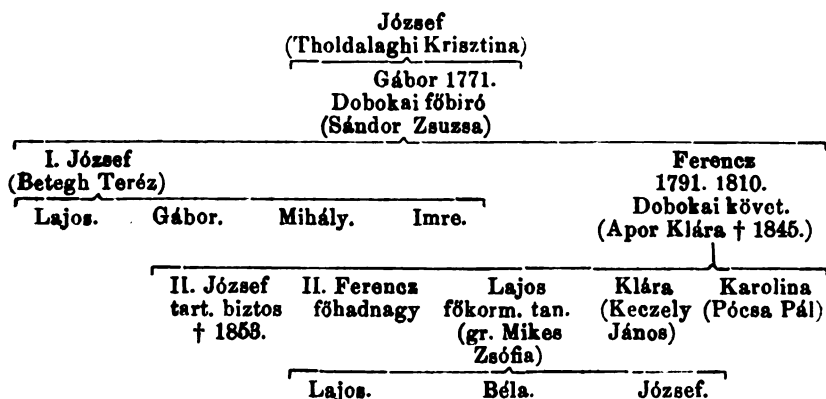 József
(Tholdalaghi Krisztina)
Gábor 1771.
Dobokai főbiró
(Sándor Zsuzsa)
I. József
(Betegh Teréz)
Ferencz
1791. 1810.
Dobokai követ.
(Apor Klára † 1845.)
Lajos. Gábor. Mihály. Imre.
II. József
tart. biztos
† 1853.
II. Ferencz
főhadnagy
Lajos
főkorm. tan.
(gr. Mikes
Zsófia)
Klára
(Keczely
János)
Karolina
(Pócsa Pál)
Lajos. Béla. József.